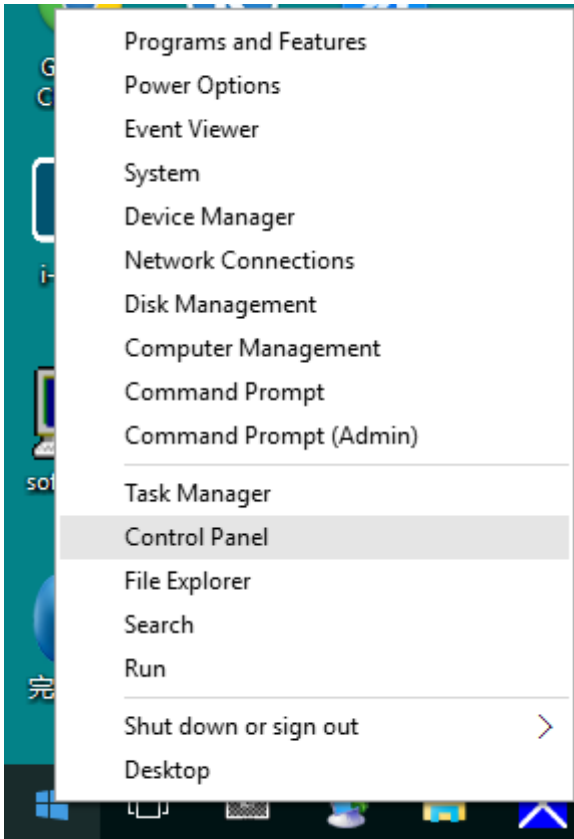 Programs and Features
Power Options
Event Viewer
System
Device Manager
Network Connections
Disk Management
Computer Management
Command Prompt
Command Prompt (Admin)
Task Manager
Control Panel
File Explorer
Search
Run
Shut down or sign out
Desktop